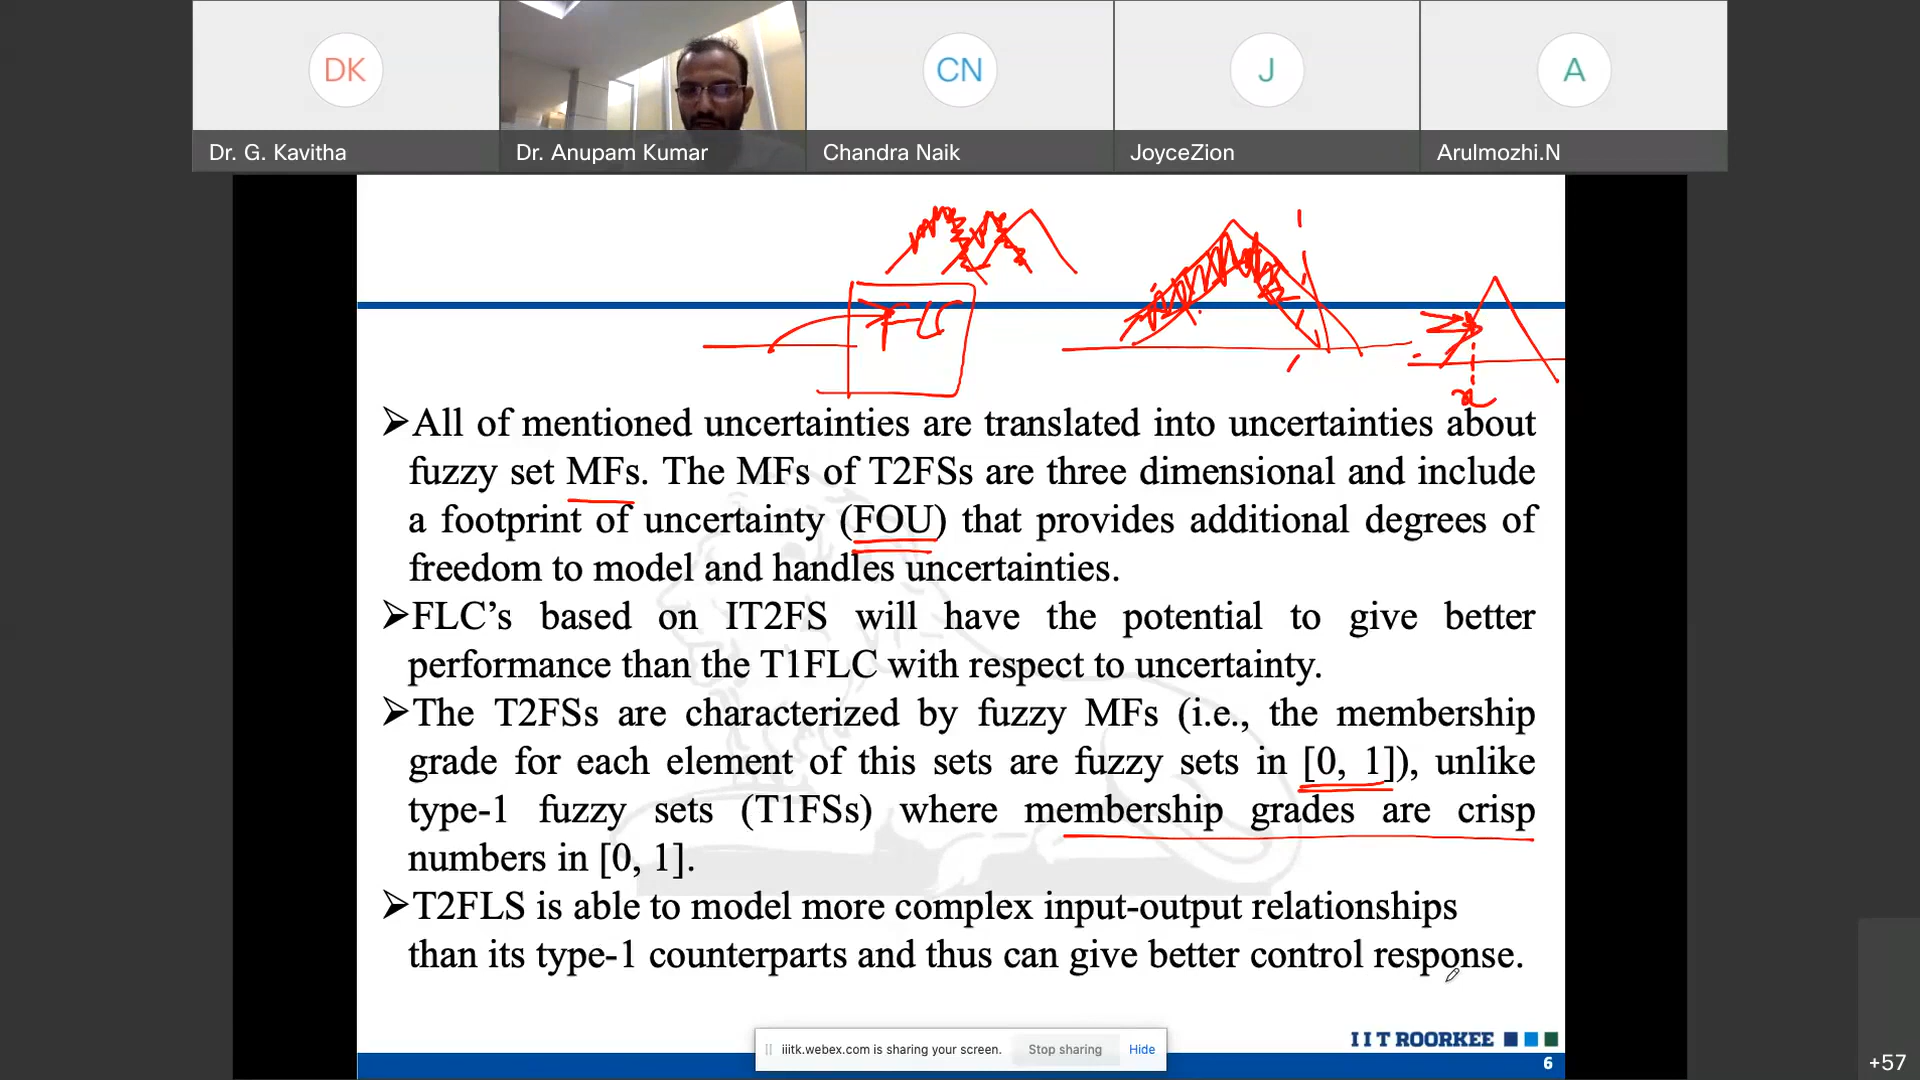 DK
CN
J
A
Dr. G. Kavitha
Dr. Anupam Kumar
Chandra Naik
JoyceZion
Arulmozhi.N
x
➢All of mentioned uncertainties are translated into uncertainties about
fuzzy set MFs. The MFs of T2FSs are three dimensional and include
a footprint of uncertainty (FOU) that provides additional degrees of
freedom to model and handles uncertainties.
➢FLC’s based on IT2FS will have the potential to give better
performance than the T1FLC with respect to uncertainty.
➢The T2FSs are characterized by fuzzy MFs (i.e., the membership
grade for each element of this sets are fuzzy sets in [0, 1]), unlike
type-1 fuzzy sets (T1FSs) where membership grades are crisp
numbers in [0, 1].
➢T2FLS is able to model more complex input-output relationships
than its type-1 counterparts and thus can give better control response.
I I T ROORKEE
iiitk.webex.com is sharing your screen.
Stop sharing
Hide
6
+57